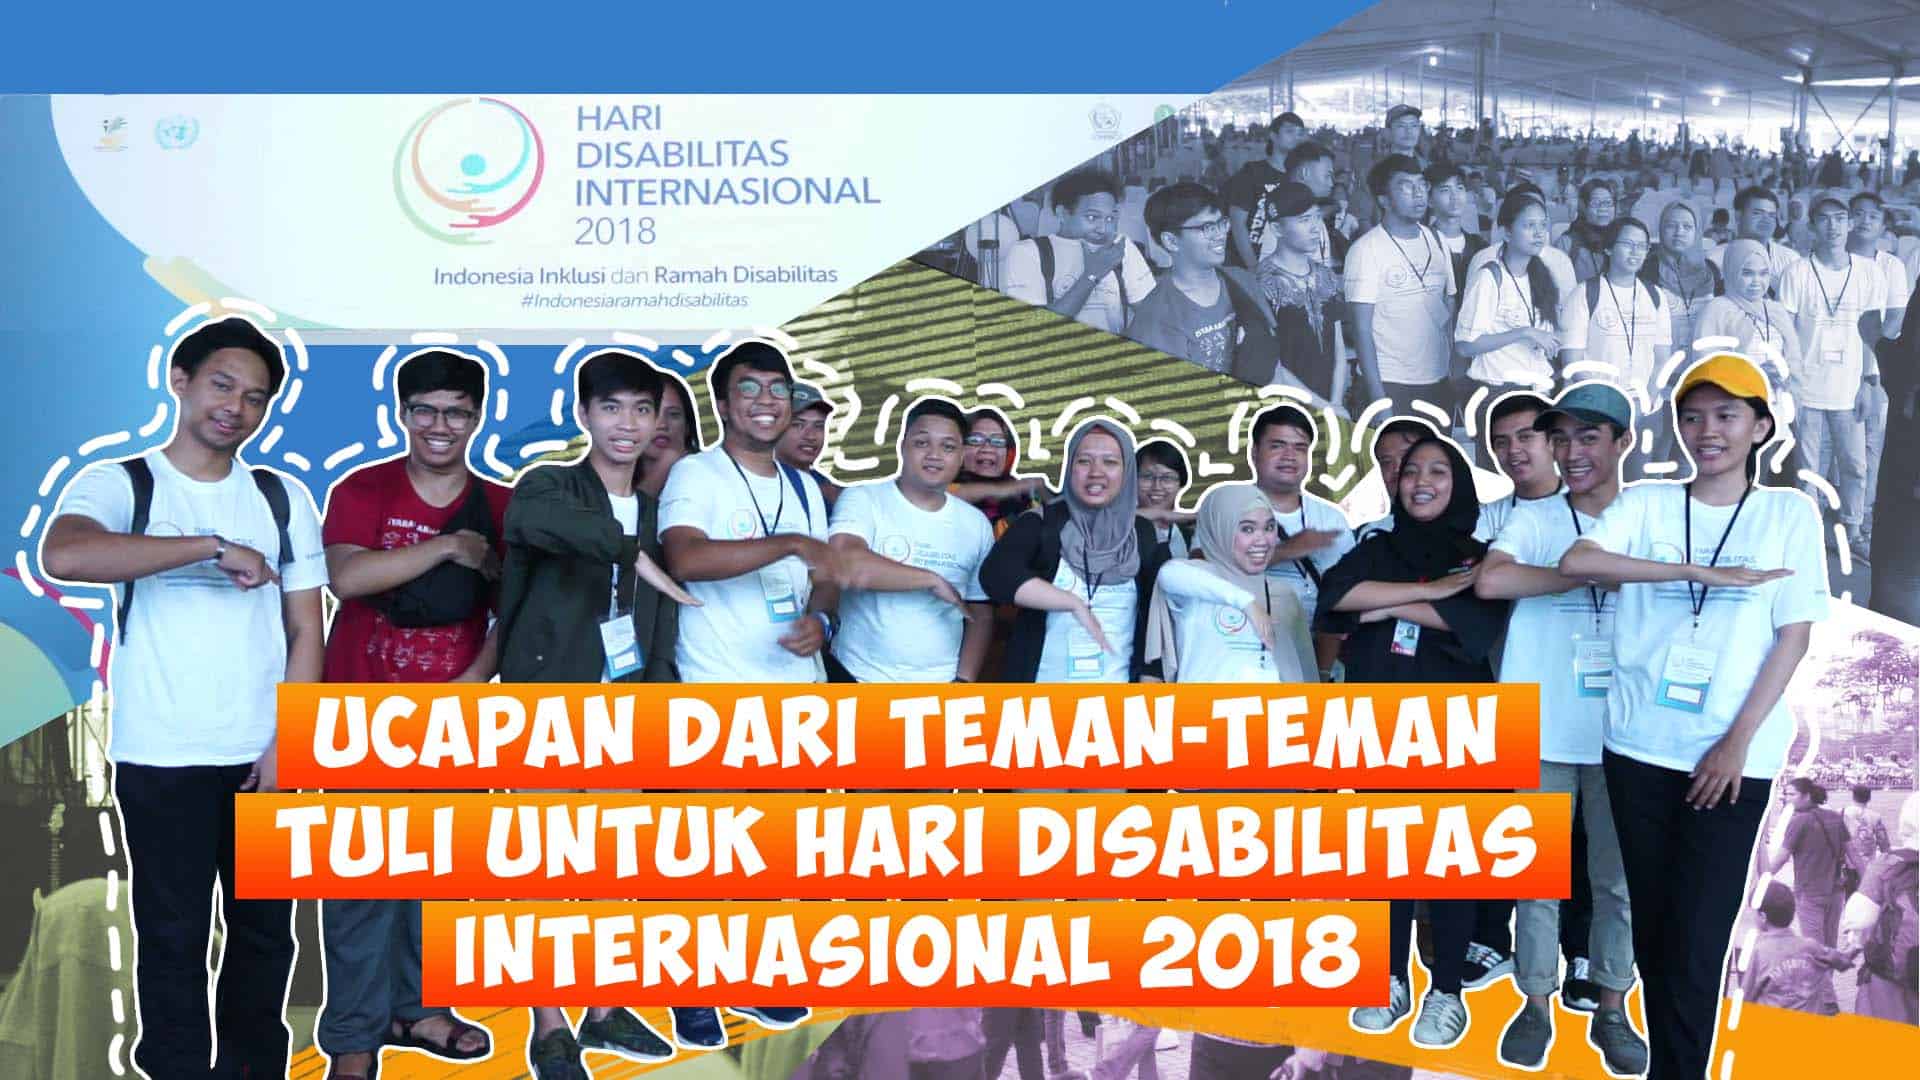 HARI
DISABILITAS
INTERNASIONAL
2018
Indonesia Inklusi dan Ramah Disabilitas
#Indonesiaramahdisabilitas
UCAPAN DARI TEMAN-TEMAN
TULI UNTUK HARI DISABILITAS
INTERNASIONAL 2018